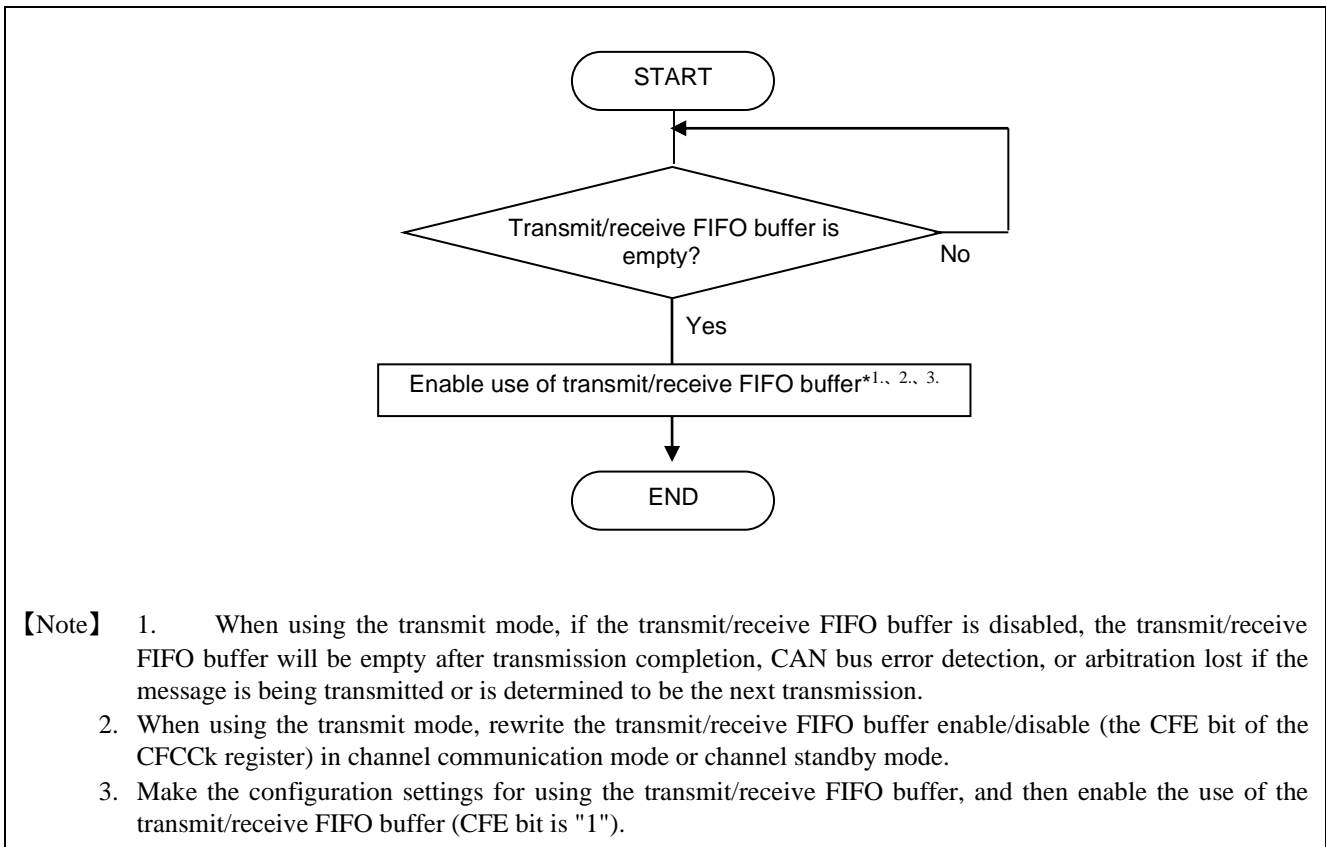 START
Transmit/receive FIFO buffer is
empty?
No
Yes
Enable use of transmit/receive FIFO buffer*1.、2.、3.
END
【Note】 1. When using the transmit mode, if the transmit/receive FIFO buffer is disabled, the transmit/receive
FIFO buffer will be empty after transmission completion, CAN bus error detection, or arbitration lost if the
message is being transmitted or is determined to be the next transmission.
2. When using the transmit mode, rewrite the transmit/receive FIFO buffer enable/disable (the CFE bit of the
CFCCk register) in channel communication mode or channel standby mode.
3. Make the configuration settings for using the transmit/receive FIFO buffer, and then enable the use of the
transmit/receive FIFO buffer (CFE bit is "1").